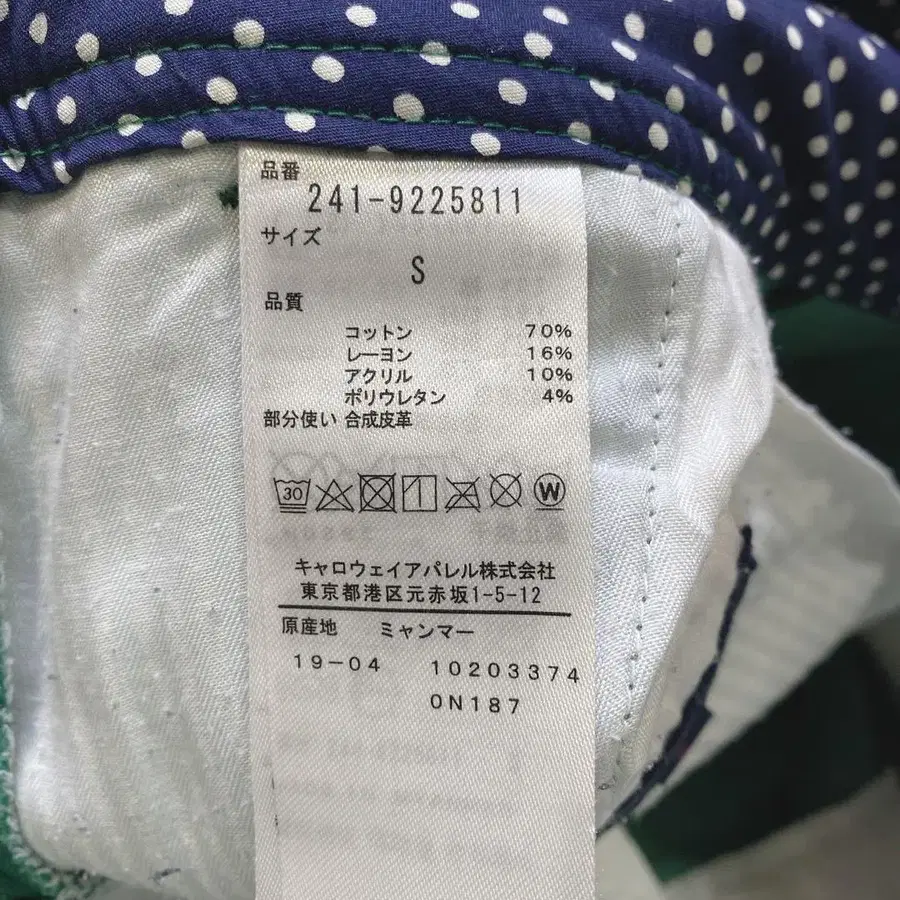 品番
241-9225811
サイズ
S
品質
コットン 70%
レーヨン 16%
アクリル 10%
ポリウレタン 4%
部分使い 合成皮革
30 W
キャロウェイアパレル株式会社
東京都港区元赤坂1-5-12
原産地 ミャンマー
19-04 10203374
0N187